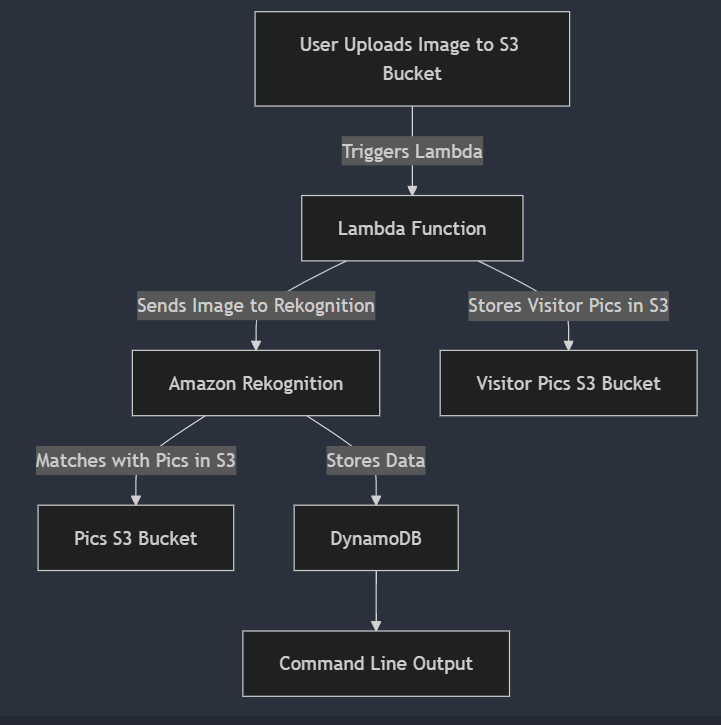 User Uploads Image to S3
Bucket
Triggers Lambda
Lambda Function
Sends Image to Rekognition
Stores Visitor Pics in S3
Amazon Rekognition
Visitor Pics S3 Bucket
Matches with Pics in S3
Stores Data
Pics S3 Bucket
DynamoDB
Command Line Output